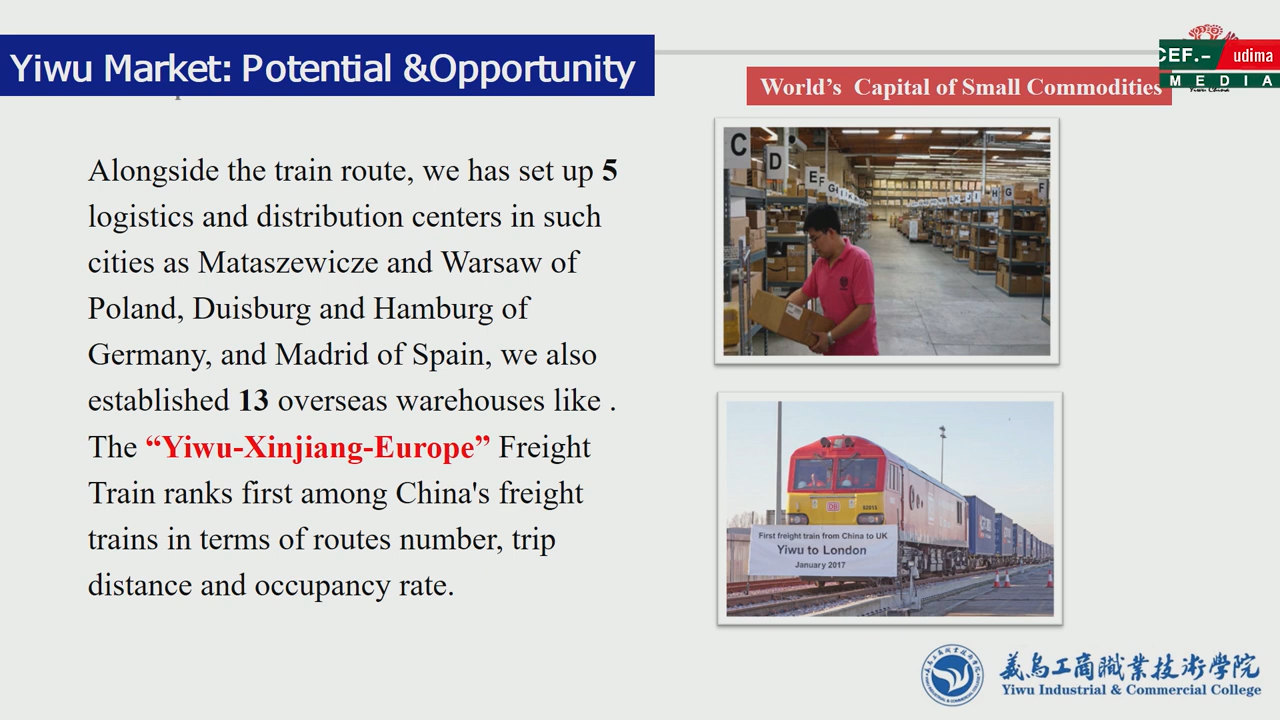 Yiwu Market: Potential &Opportunity
World’s Capital of Small Commodities
CEF.- udima
MEDIA
Yiwu China
Alongside the train route, we has set up 5
logistics and distribution centers in such
cities as Mataszewicze and Warsaw of
Poland, Duisburg and Hamburg of
Germany, and Madrid of Spain, we also
established 13 overseas warehouses like .
The “Yiwu-Xinjiang-Europe” Freight
Train ranks first among China's freight
trains in terms of routes number, trip
distance and occupancy rate.
C
D
E
F
G
H
G
F
DB
First freight train from China to UK
Yiwu to London
January 2017
義烏工商職業技術學院
Yiwu Industrial & Commercial College